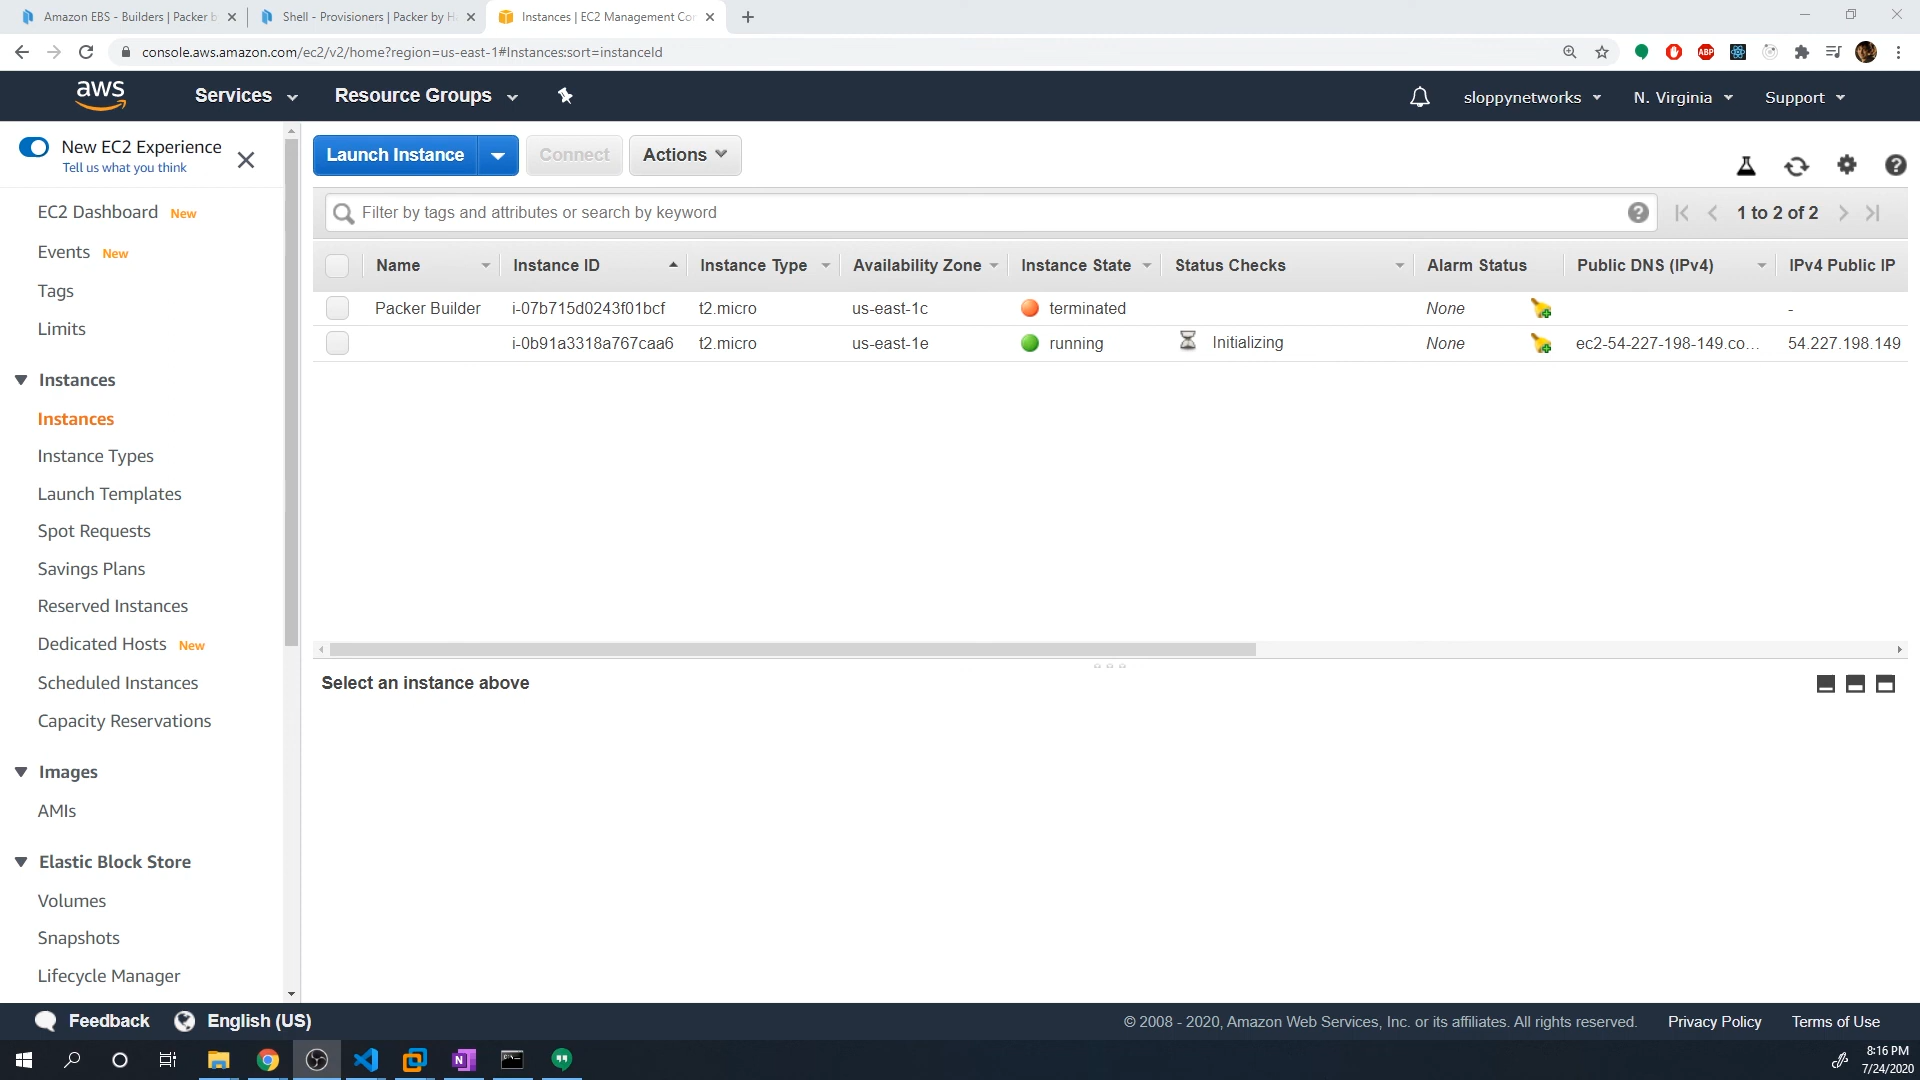 Amazon EBS - Builders | Packer b
Shell - Provisioners | Packer by H
Instances | EC2 Management Con
console.aws.amazon.com/ec2/v2/home?region=us-east-1#Instances:sort=instanceId
ABP
aws
Services
Resource Groups
sloppynetworks
N. Virginia
Support
New EC2 Experience
Tell us what you think
Launch Instance
Connect
Actions
Filter by tags and attributes or search by keyword
1 to 2 of 2
Name
Instance ID
Instance Type
Availability Zone
Instance State
Status Checks
Alarm Status
Public DNS (IPv4)
IPv4 Public IP
Packer Builder
i-07b715d0243f01bcf
t2.micro
us-east-1c
terminated
None
-
i-0b91a3318a767caa6
t2.micro
us-east-1e
running
Initializing
None
ec2-54-227-198-149.co...
54.227.198.149
EC2 Dashboard New
Events New
Tags
Limits
Instances
Instances
Instance Types
Launch Templates
Spot Requests
Savings Plans
Reserved Instances
Dedicated Hosts New
Scheduled Instances
Capacity Reservations
Images
AMIs
Elastic Block Store
Volumes
Snapshots
Lifecycle Manager
Select an instance above
Feedback
English (US)
© 2008 - 2020, Amazon Web Services, Inc. or its affiliates. All rights reserved.
Privacy Policy
Terms of Use
8:16 PM
7/24/2020